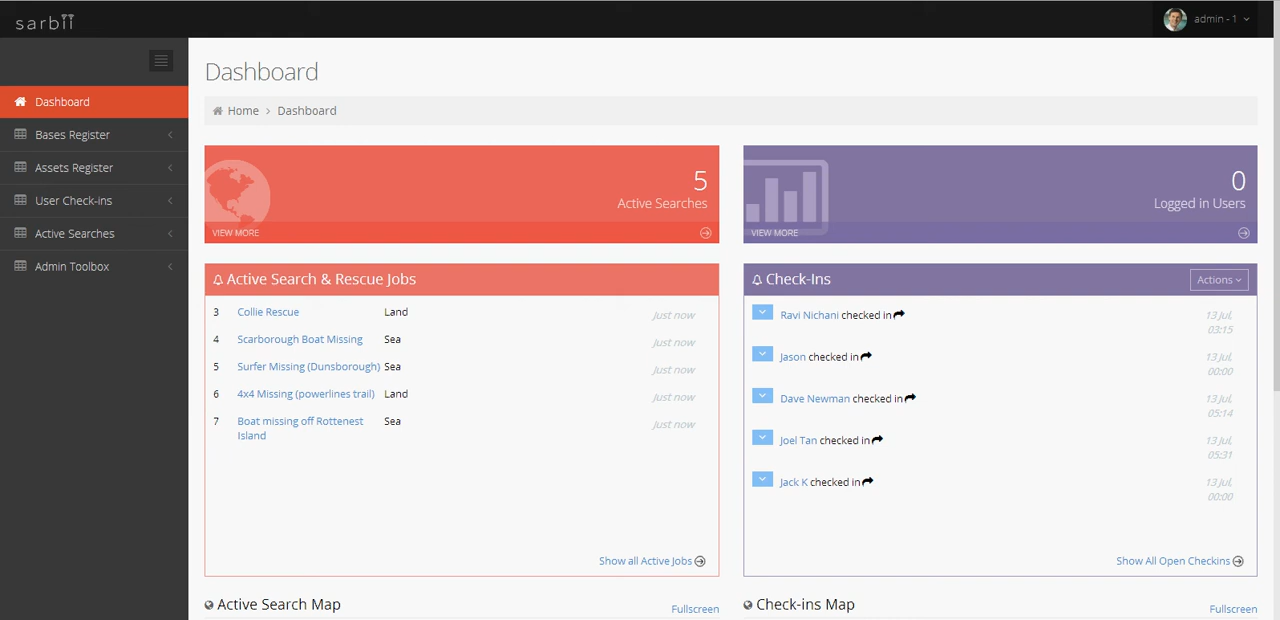 sarbii
admin - 1
Dashboard
Bases Register
Assets Register
User Check-ins
Active Searches
Admin Toolbox
Dashboard
Home > Dashboard
5
Active Searches
VIEW MORE
0
Logged in Users
VIEW MORE
Active Search & Rescue Jobs
3 Collie Rescue Land Just now
4 Scarborough Boat Missing Sea Just now
5 Surfer Missing (Dunsborough) Sea Just now
6 4x4 Missing (powerlines trail) Land Just now
7 Boat missing off Rottenest Sea Just now
Island
Show all Active Jobs
Check-Ins Actions
Ravi Nichani checked in 13 Jul,
03:15
Jason checked in 13 Jul,
00:00
Dave Newman checked in 13 Jul,
05:14
Joel Tan checked in 13 Jul,
05:31
Jack K checked in 13 Jul,
00:00
Show All Open Checkins
Active Search Map Fullscreen
Check-ins Map Fullscreen